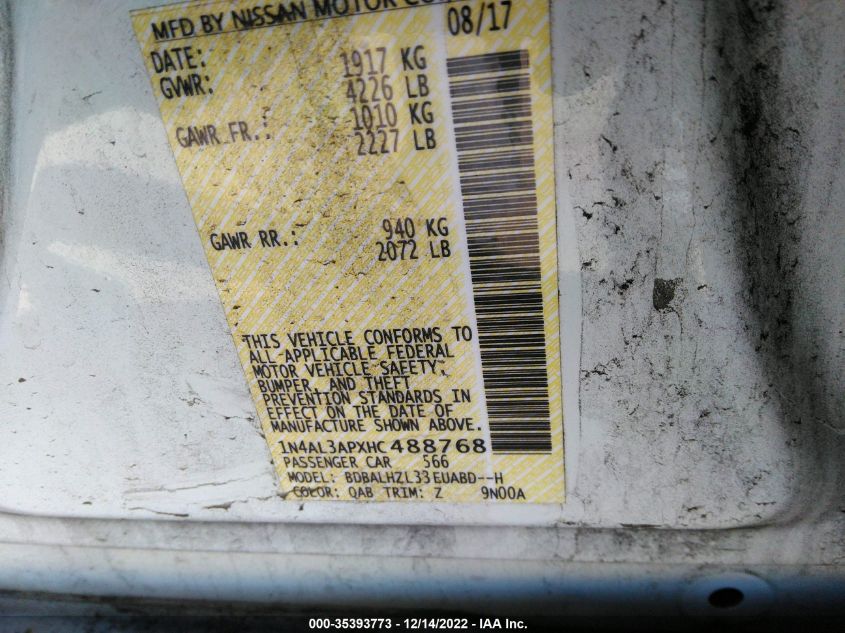 MFD BY NISSAN MOTOR CO
DATE: 08/17
GVWR: 1917 KG
4226 LB
GAWR FR.: 1010 KG
2227 LB
GAWR RR.: 940 KG
2072 LB
THIS VEHICLE CONFORMS TO
ALL APPLICABLE FEDERAL
MOTOR VEHICLE SAFETY,
BUMPER, AND THEFT
PREVENTION STANDARDS IN
EFFECT ON THE DATE OF
MANUFACTURE SHOWN ABOVE.
1N4AL3APXHC488768
PASSENGER CAR 566
MODEL: BDBALHZL33EUABD--H
COLOR: QAB TRIM: Z 9N00A
000-35393773 - 12/14/2022 - IAA Inc.